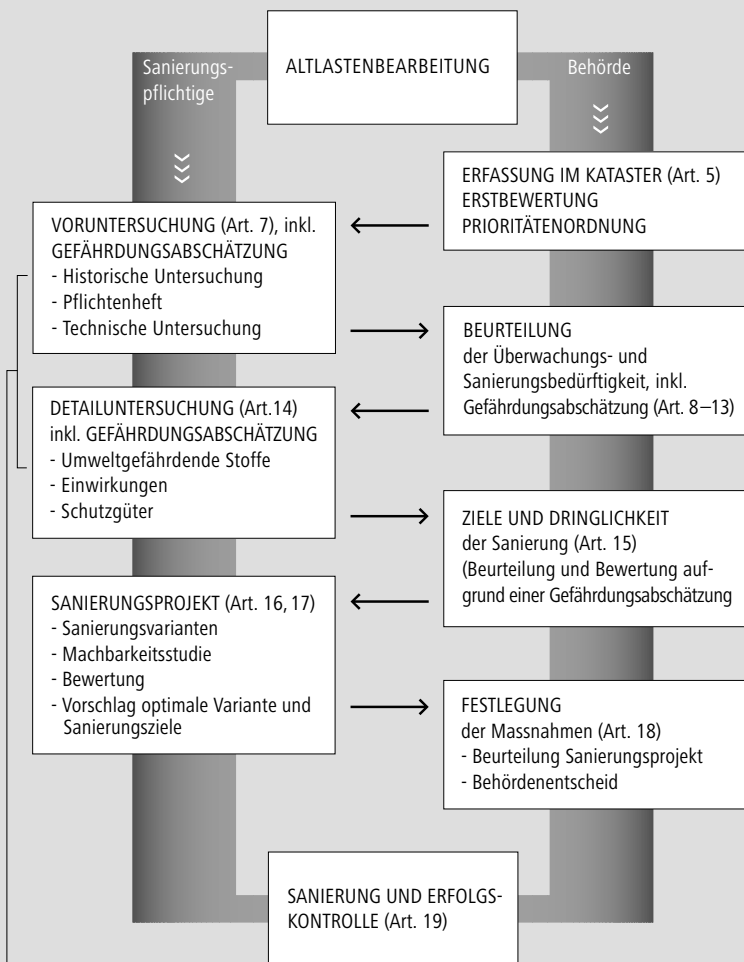 ALTLASTENBEARBEITUNG
Sanierungs-
pflichtige
Behörde
ERFASSUNG IM KATASTER (Art. 5)
ERSTBEWERTUNG
PRIORITÄTENORDNUNG
VORUNTERSUCHUNG (Art. 7), inkl.
GEFÄHRDUNGSABSCHÄTZUNG
- Historische Untersuchung
- Pflichtenheft
- Technische Untersuchung
BEURTEILUNG
der Überwachungs- und
Sanierungsbedürftigkeit, inkl.
Gefährdungsabschätzung (Art. 8–13)
DETAILUNTERSUCHUNG (Art.14)
inkl. GEFÄHRDUNGSABSCHÄTZUNG
- Umweltgefährdende Stoffe
- Einwirkungen
- Schutzgüter
ZIELE UND DRINGLICHKEIT
der Sanierung (Art. 15)
(Beurteilung und Bewertung auf-
grund einer Gefährdungsabschätzung
SANIERUNGSPROJEKT (Art. 16, 17)
- Sanierungsvarianten
- Machbarkeitsstudie
- Bewertung
- Vorschlag optimale Variante und
Sanierungsziele
FESTLEGUNG
der Massnahmen (Art. 18)
- Beurteilung Sanierungsprojekt
- Behördenentscheid
SANIERUNG UND ERFOLGS-
KONTROLLE (Art. 19)